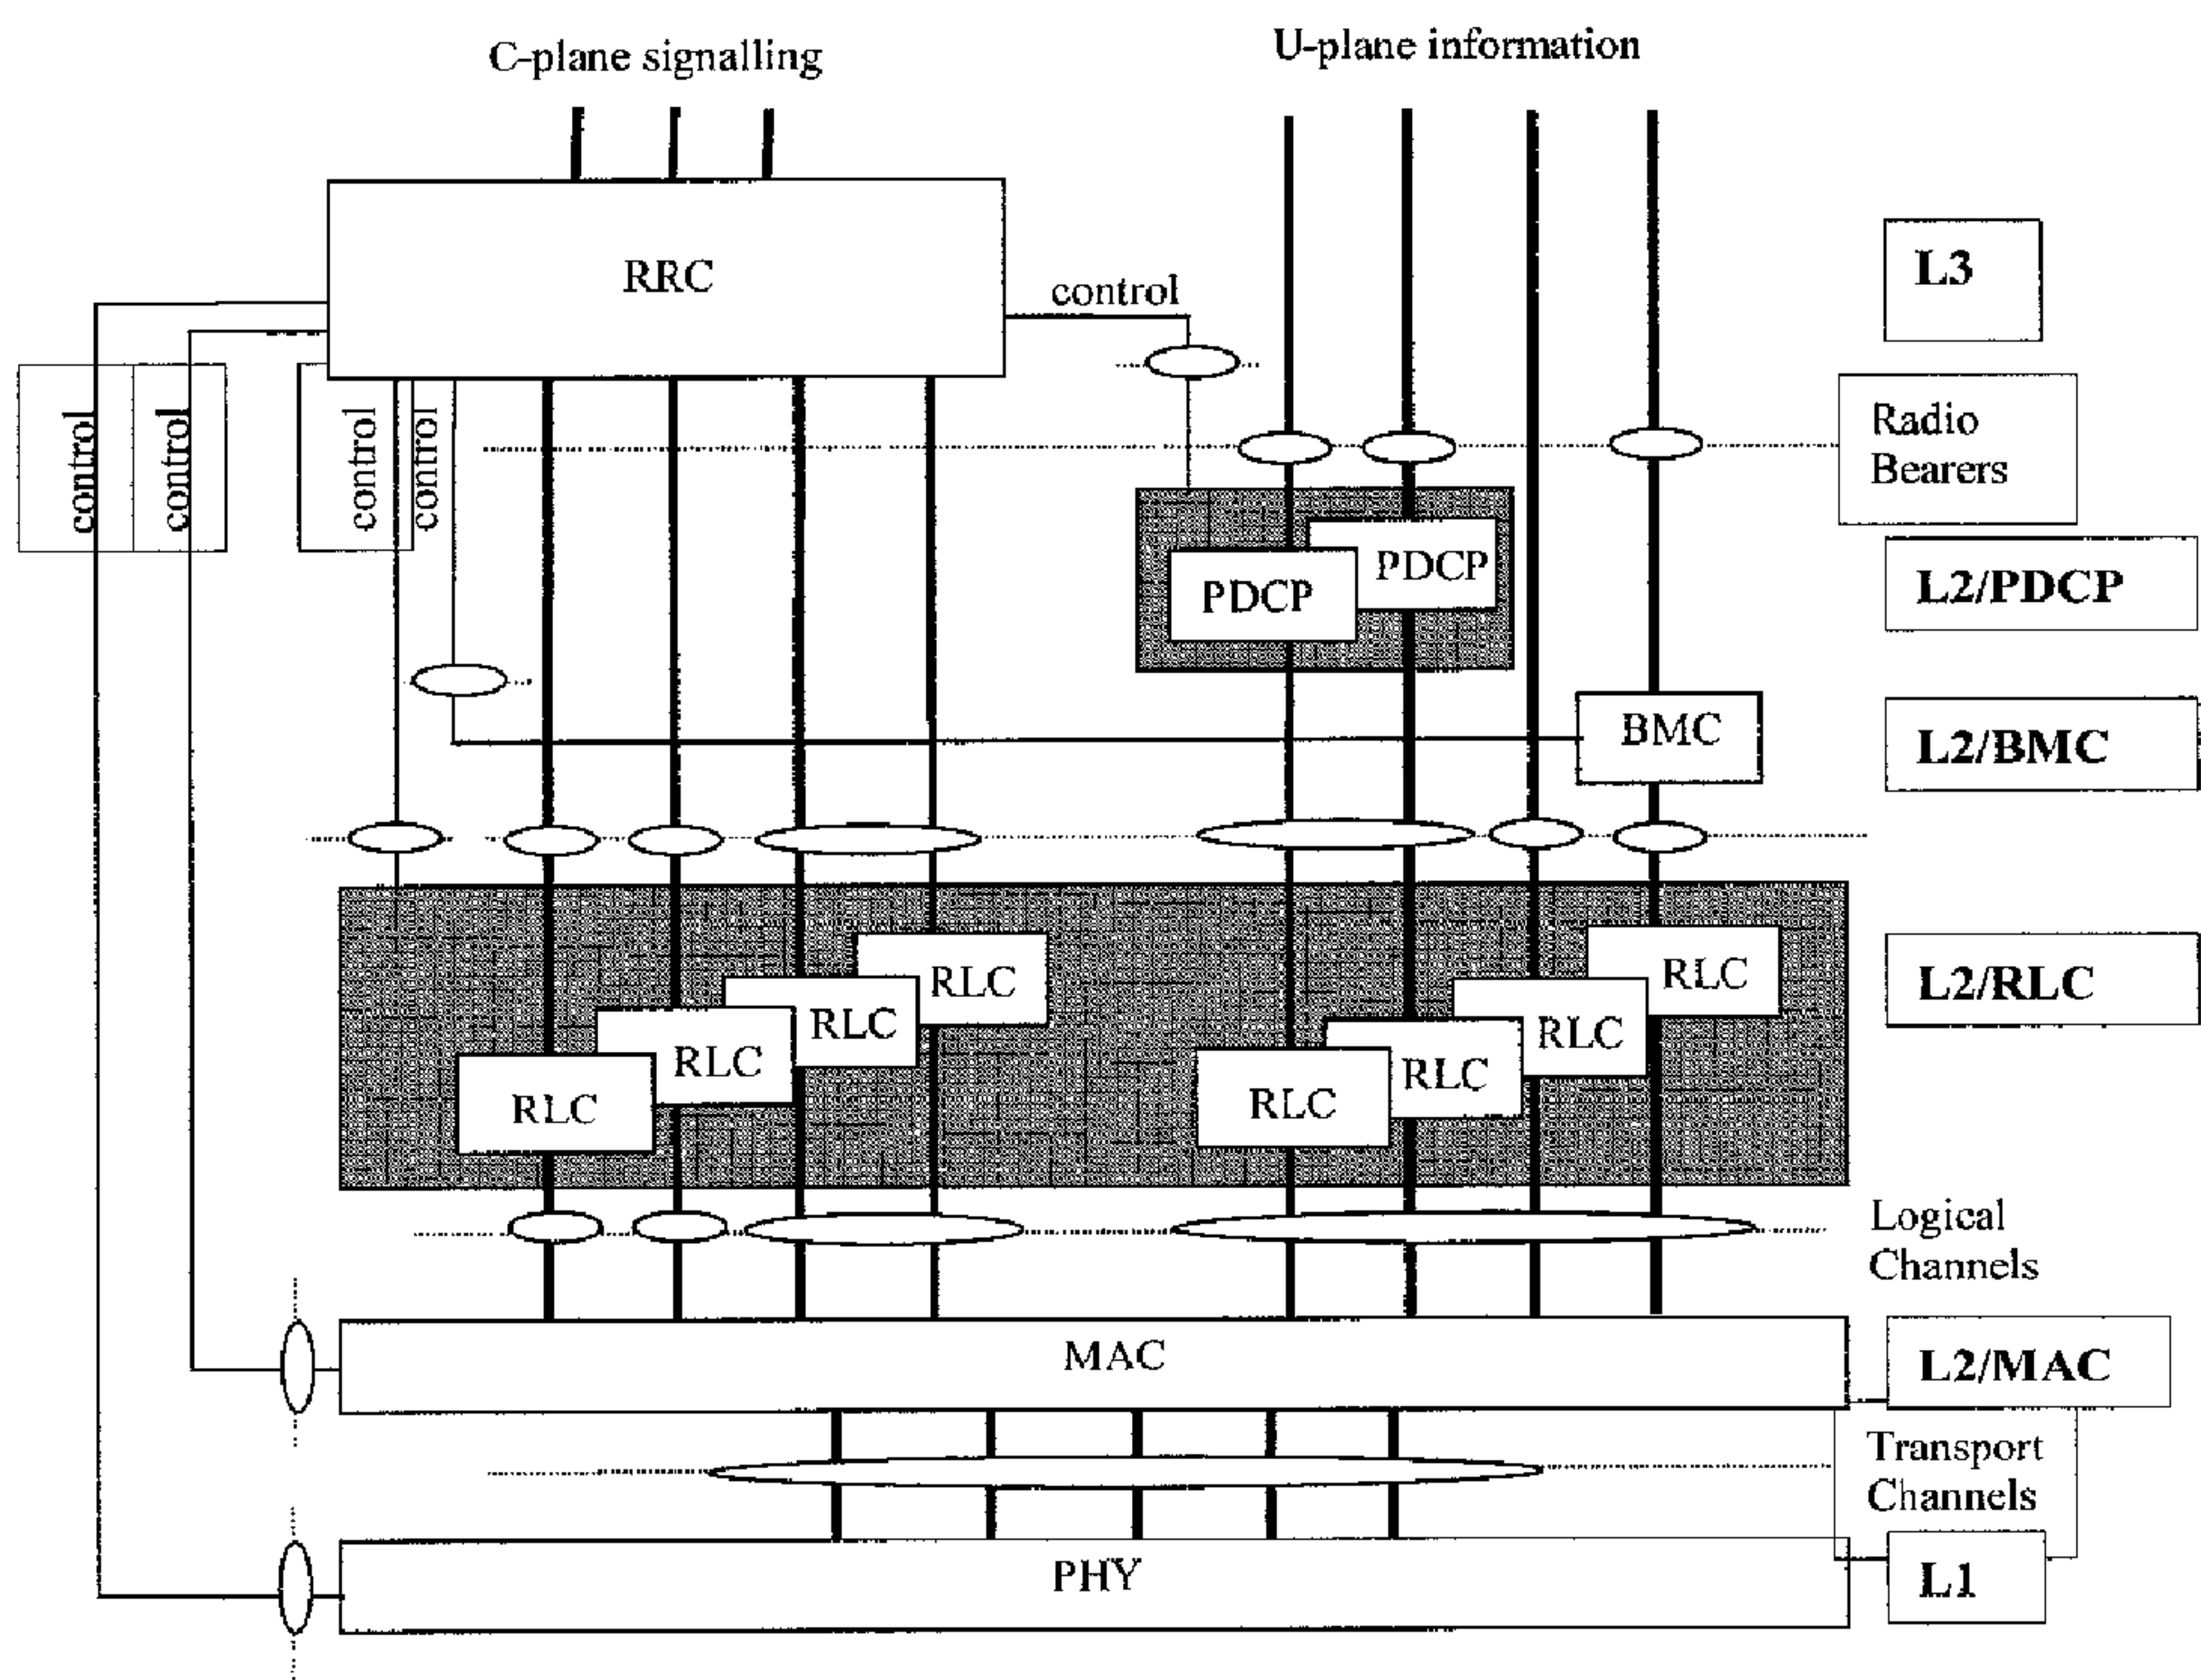 C-plane signalling
U-plane information
RRC
control
L3
control
control
control
control
Radio
Bearers
PDCP
PDCP
L2/PDCP
BMC
L2/BMC
RLC
RLC
RLC
RLC
RLC
RLC
RLC
RLC
L2/RLC
Logical
Channels
MAC
L2/MAC
Transport
Channels
PHY
L1